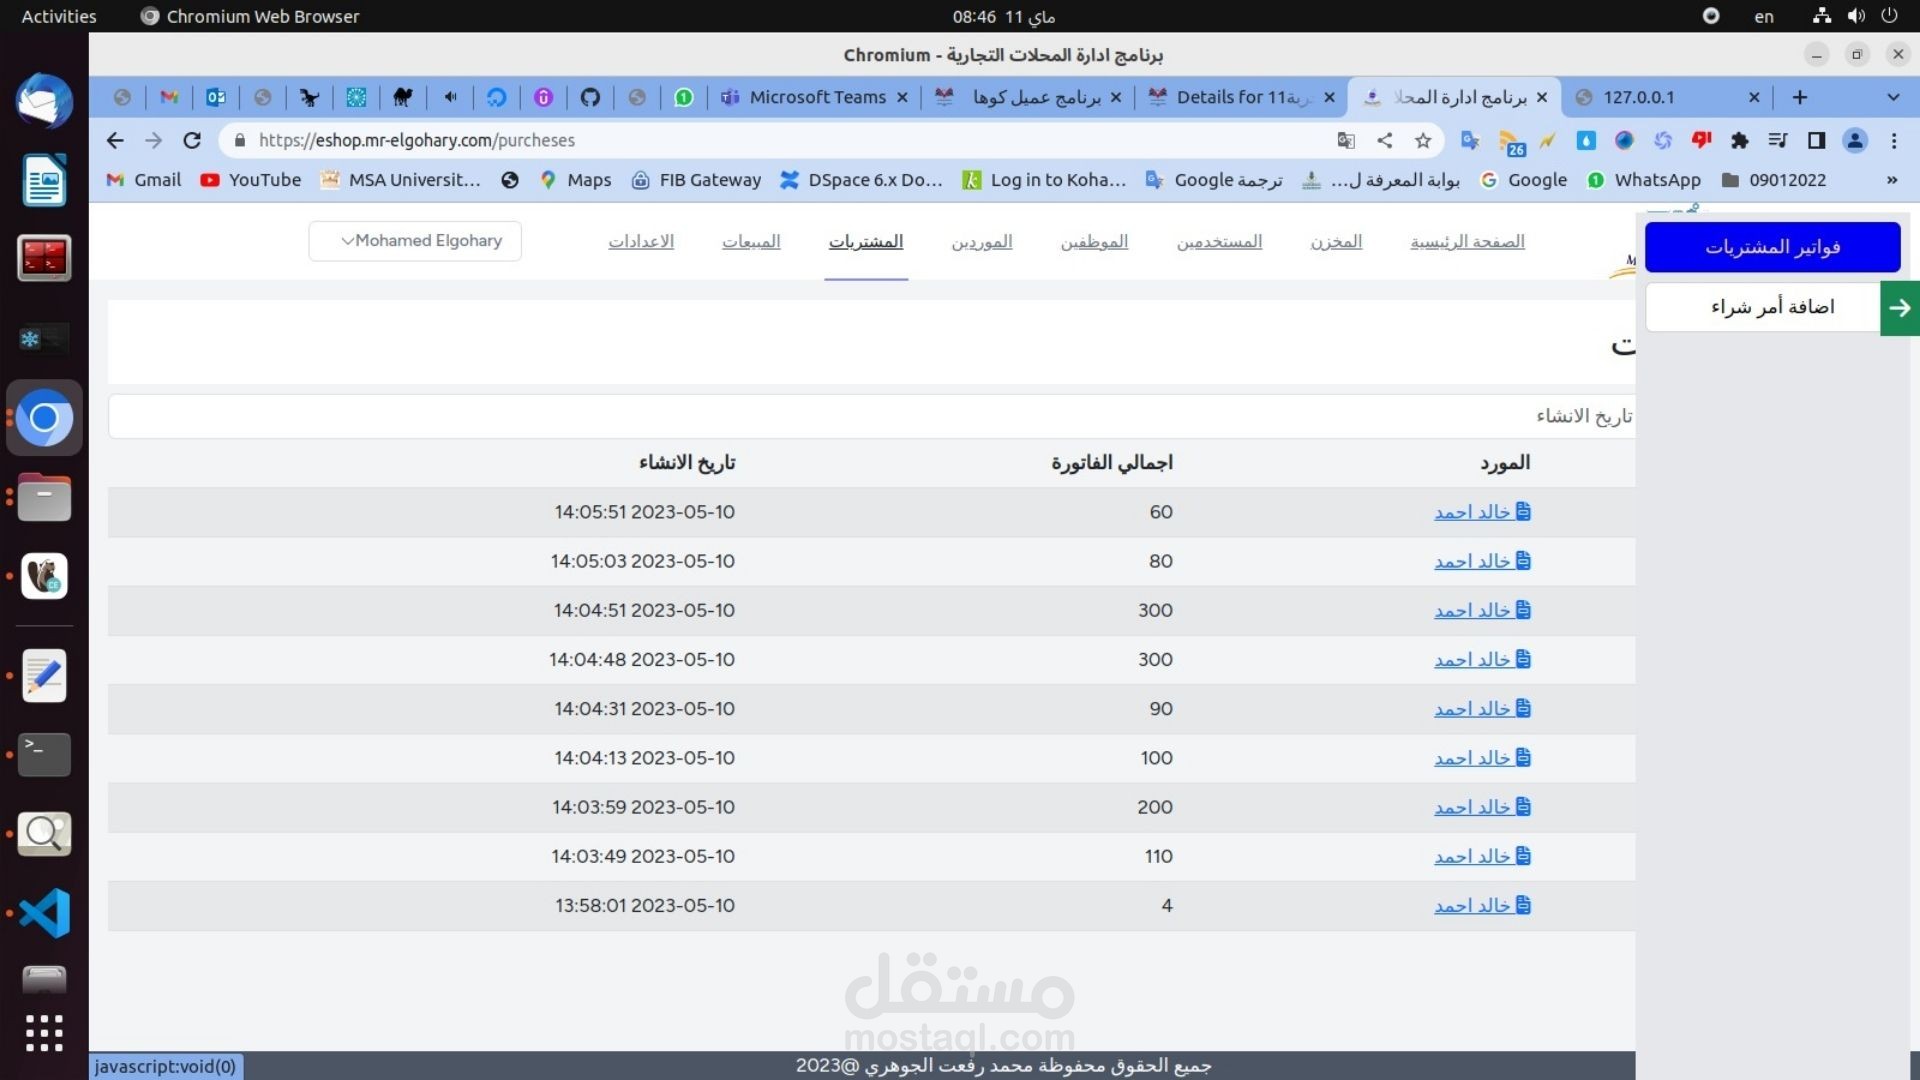 Activities
Chromium Web Browser
ماي 11 08:46
en
برنامج ادارة المحلات التجارية - Chromium
Microsoft Teams
برنامج عميل كوها
Details for 11
برنامج ادارة المحلا
127.0.0.1
https://eshop.mr-elgohary.com/purcheses
26
Gmail
YouTube
MSA Universit...
Maps
FIB Gateway
DSpace 6.x Do...
Log in to Koha...
ترجمة Google
بوابة المعرفة ل...
Google
WhatsApp
09012022
»
الصفحة الرئيسية
المخزن
المستخدمين
الموظفين
الموردين
المشتريات
المبيعات
الاعدادات
Mohamed Elgohary
فواتير المشتريات
اضافة أمر شراء
تاريخ الانشاء
المورد اجمالي الفاتورة تاريخ الانشاء
خالد احمد 60 2023-05-10 14:05:51
خالد احمد 80 2023-05-10 14:05:03
خالد احمد 300 2023-05-10 14:04:51
خالد احمد 300 2023-05-10 14:04:48
خالد احمد 90 2023-05-10 14:04:31
خالد احمد 100 2023-05-10 14:04:13
خالد احمد 200 2023-05-10 14:03:59
خالد احمد 110 2023-05-10 14:03:49
خالد احمد 4 2023-05-10 13:58:01
مستقل
mostaql.com
جميع الحقوق محفوظة محمد رفعت الجوهري @2023
javascript:void(0)